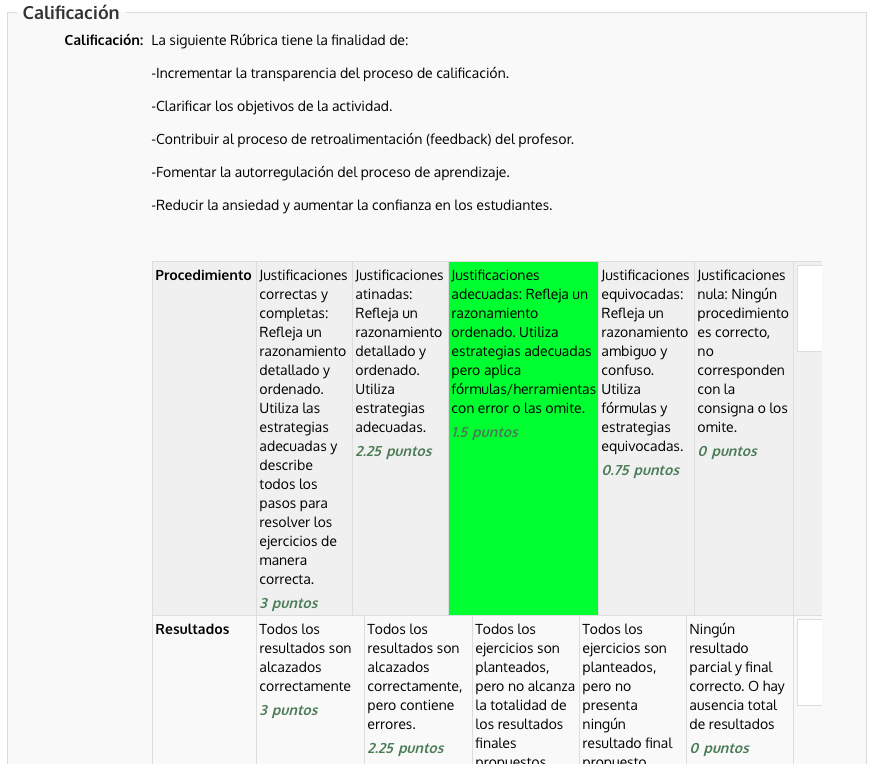 Calificación
Calificación: La siguiente Rúbrica tiene la finalidad de:
-Incrementar la transparencia del proceso de calificación.
-Clarificar los objetivos de la actividad.
-Contribuir al proceso de retroalimentación (feedback) del profesor.
-Fomentar la autorregulación del proceso de aprendizaje.
-Reducir la ansiedad y aumentar la confianza en los estudiantes.
Procedimiento
Justificaciones
correctas y
completas:
Refleja un
razonamiento
detallado y
ordenado.
Utiliza las
estrategias
adecuadas y
describe
todos los
pasos para
resolver los
ejercicios de
manera
correcta.
3 puntos
Justificaciones
atinadas:
Refleja un
razonamiento
detallado y
ordenado.
Utiliza
estrategias
adecuadas.
2.25 puntos
Justificaciones
adecuadas: Refleja un
razonamiento
ordenado. Utiliza
estrategias adecuadas
pero aplica
fórmulas/herramientas
con error o las omite.
1.5 puntos
Justificaciones
equivocadas:
Refleja un
razonamiento
ambiguo y
confuso.
Utiliza
fórmulas y
estrategias
equivocadas.
0.75 puntos
Justificaciones
nula: Ningún
procedimiento
es correcto,
no
corresponden
con la
consigna o los
omite.
0 puntos
Resultados
Todos los
resultados son
alcazados
correctamente
3 puntos
Todos los
resultados son
alcazados
correctamente,
pero contiene
errores.
2.25 puntos
Todos los
ejercicios son
planteados,
pero no alcanza
la totalidad de
los resultados
finales
propuestos
Todos los
ejercicios son
planteados,
pero no
presenta
ningún
resultado final
propuesto
Ningún
resultado
parcial y final
correcto. O hay
ausencia total
de resultados
0 puntos